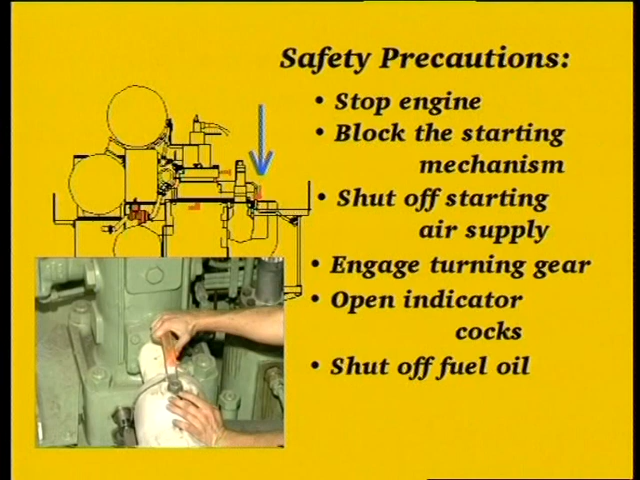 Safety Precautions:
• Stop engine
• Block the starting
mechanism
• Shut off starting
air supply
• Engage turning gear
• Open indicator
cocks
• Shut off fuel oil